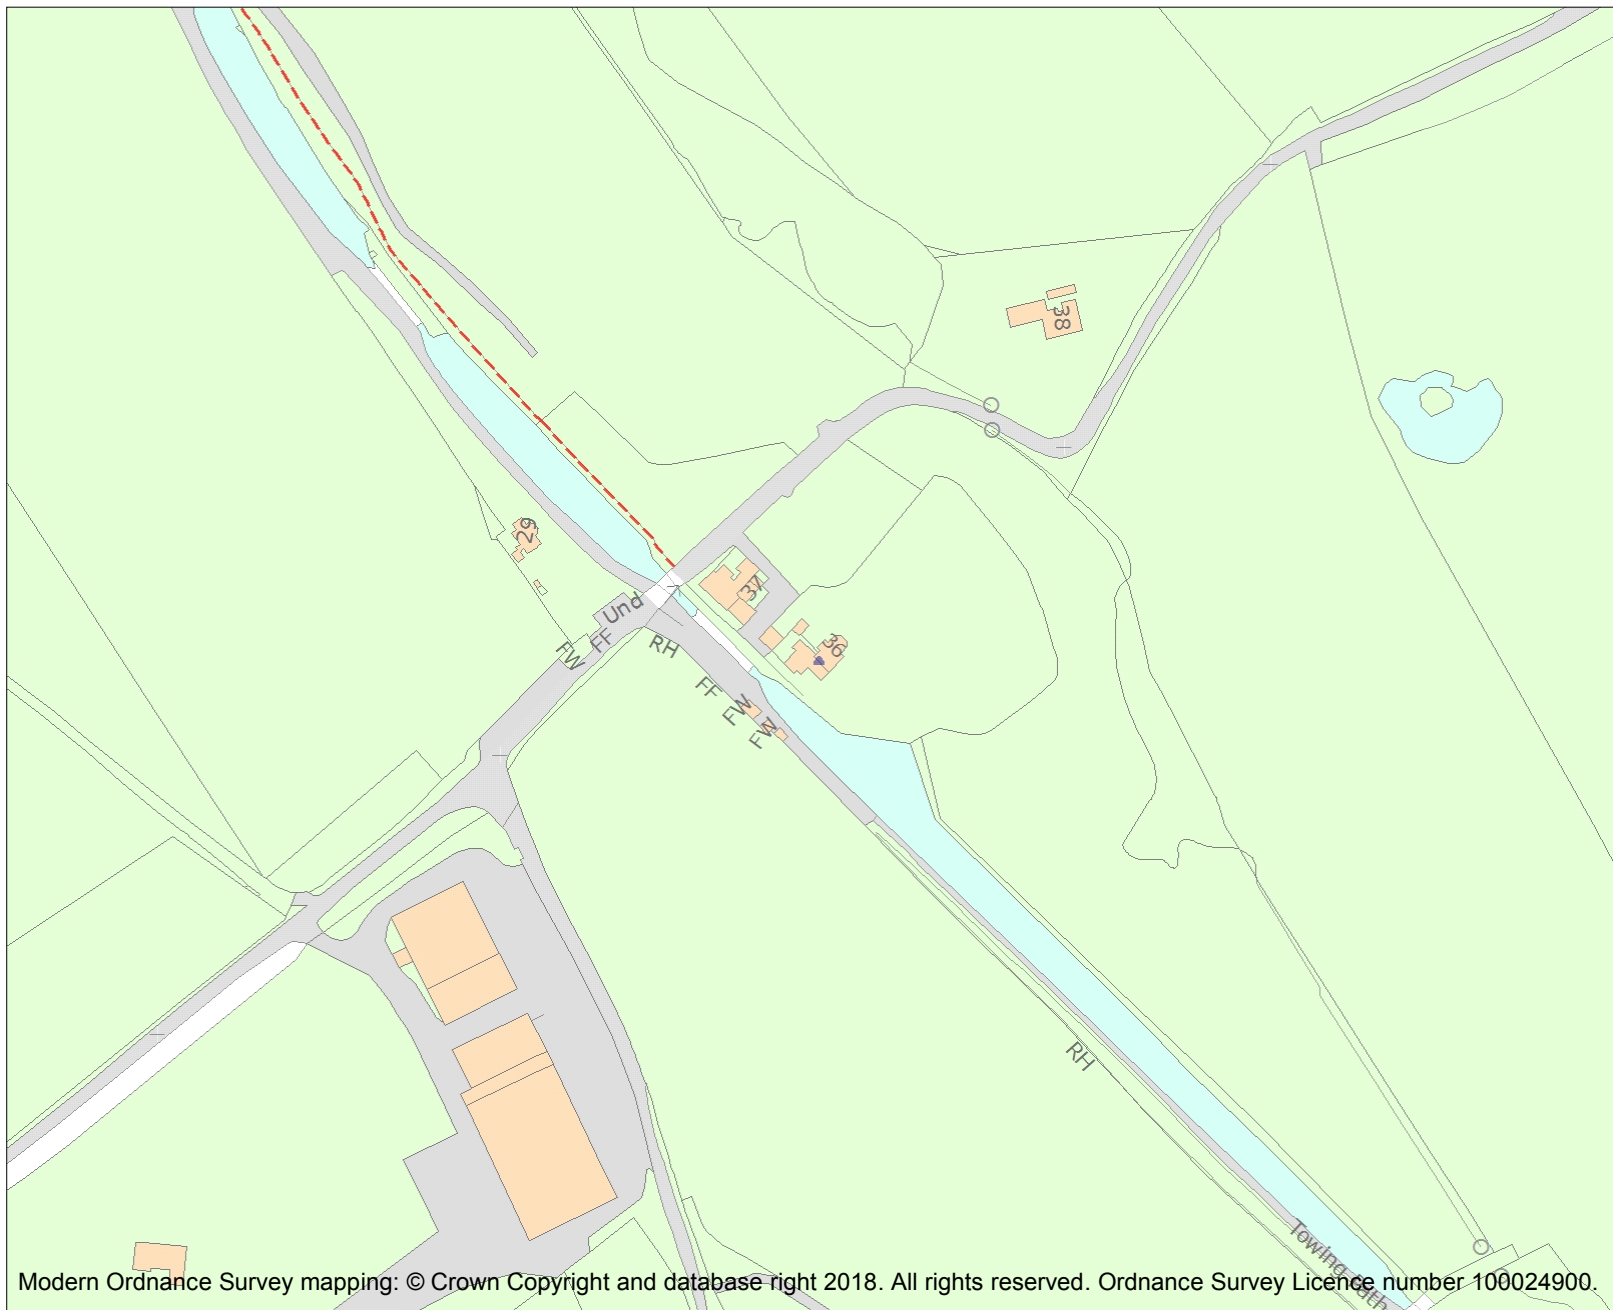 38
29
37
Und
36
FF
RH
FW
FF
FW
FW
RH
Towing Path
Modern Ordnance Survey mapping: © Crown Copyright and database right 2018. All rights reserved. Ordnance Survey Licence number 100024900.